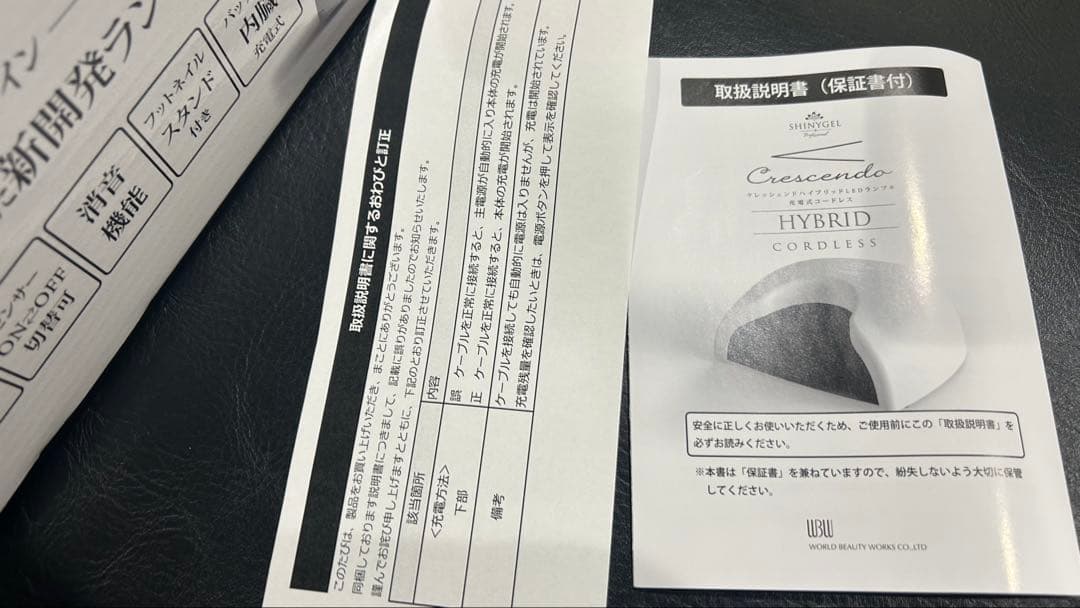 イン
新開発ラン
バッ
内臓
充電式
フットネイル
スタンド
付き
消音
機能
センサー
ON⇄OFF
切替可
取扱説明書に関するおわびと訂正
このたびは、製品をお買い上げいただき、まことにありがとうございます。
同梱しております説明書につきまして、記載に誤りがありましたのでお知らせいたします。
謹んでお詫び申し上げますとともに、下記のとおり訂正させていただきます。
該当箇所 内容
<充電方法>
下部
誤 ケーブルを正常に接続すると、主電源が自動的に入り本体の充電が開始されます。
正 ケーブルを正常に接続すると、本体の充電が開始されます。
備考
ケーブルを接続しても自動的に電源は入りませんが、充電は開始されています。
充電残量を確認したいときは、電源ボタンを押して表示を確認してください。
取扱説明書（保証書付）
SHINYGEL
Professional
Crescendo
クレッシェンドハイブリッドLEDランプⅡ
充電式コードレス
HYBRID
CORDLESS
安全に正しくお使いいただくため、ご使用前にこの「取扱説明書」を
必ずお読みください。
※本書は「保証書」を兼ねていますので、紛失しないよう大切に保管
してください。
WBW
WORLD BEAUTY WORKS CO.,LTD